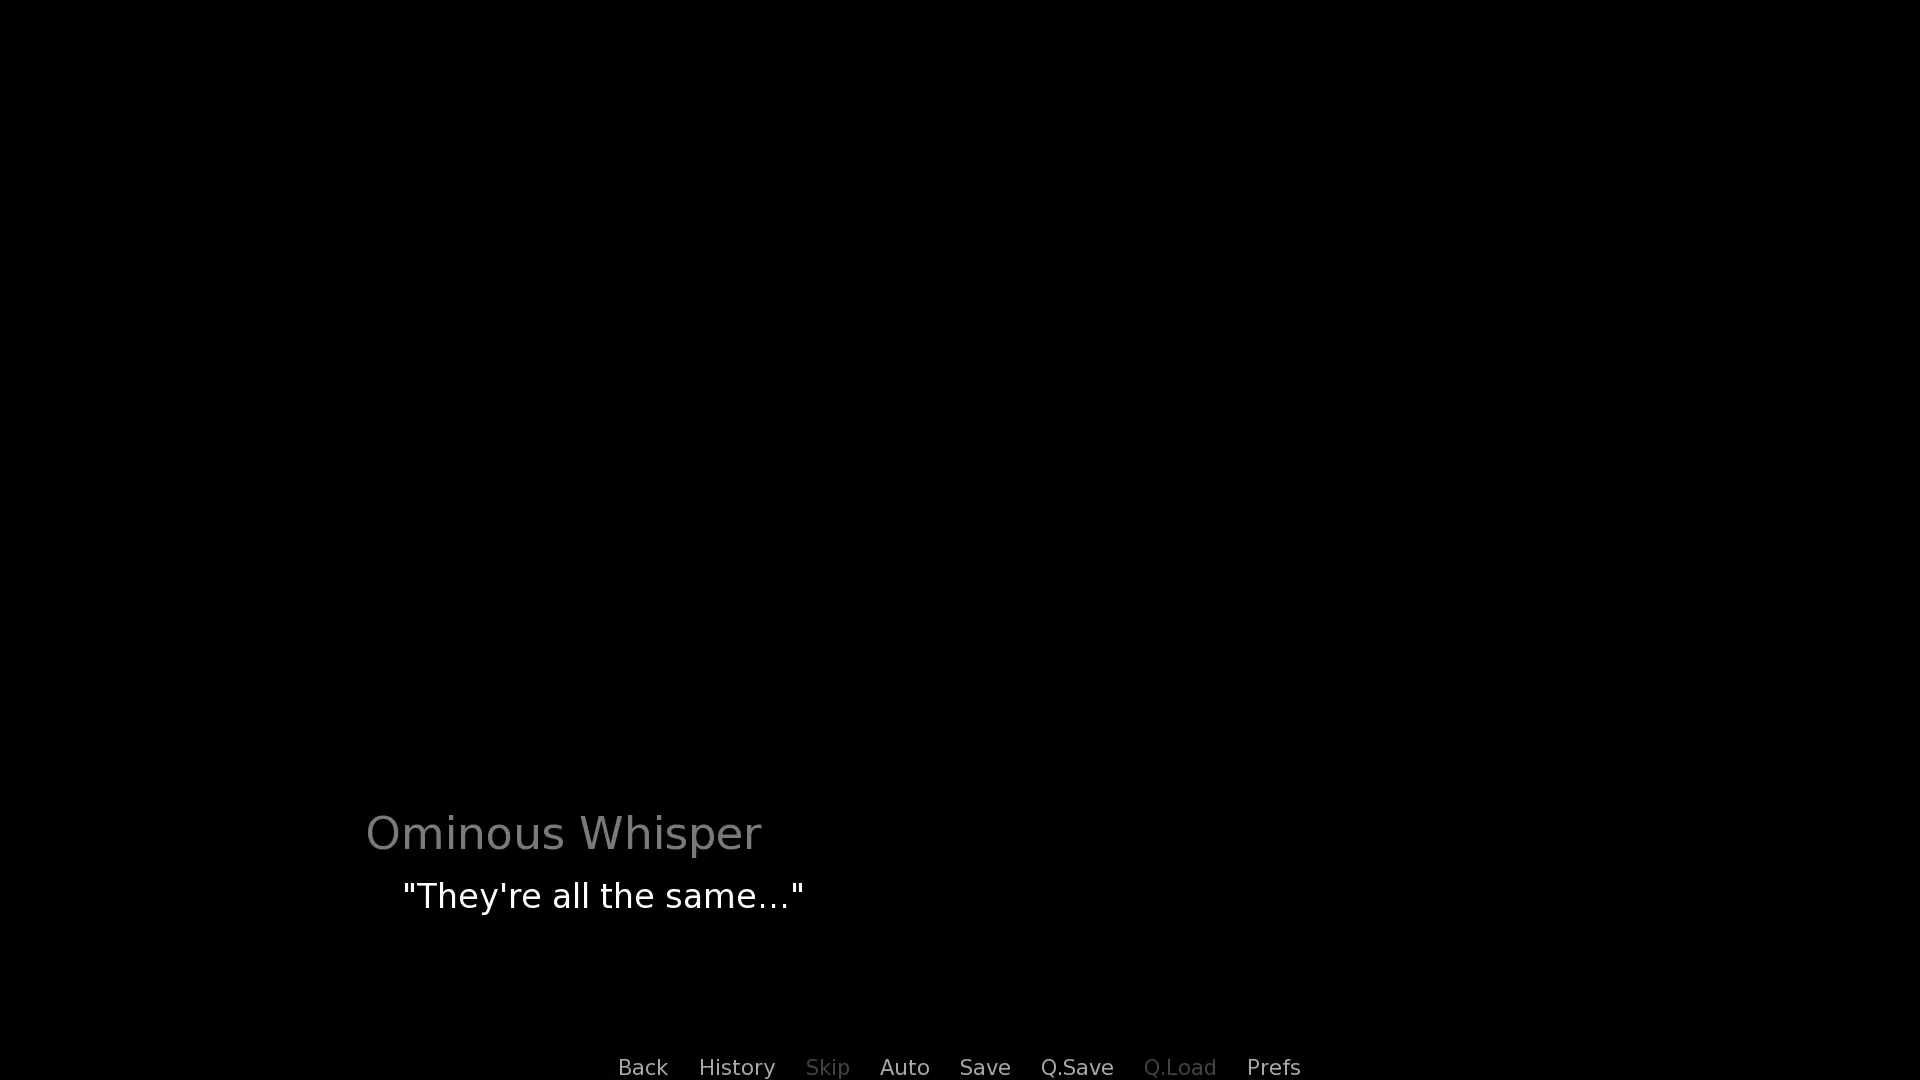 Ominous Whisper
"They're all the same..."
Back History Skip Auto Save Q.Save Q.Load Prefs